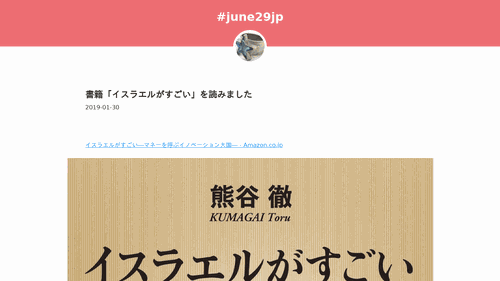 #june29jp
書籍「イスラエルがすごい」を読みました
2019-01-30
イスラエルがすごい―マネーを呼ぶイノベーション大国― - Amazon.co.jp
熊谷 徹
KUMAGAI Toru
イスラエルがすごい